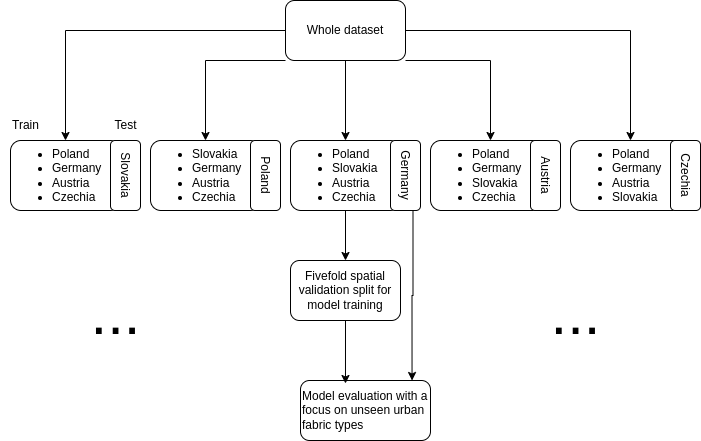 Whole dataset
Train
Test
• Poland
• Germany
• Austria
• Czechia
Slovakia
• Slovakia
• Germany
• Austria
• Czechia
Poland
• Poland
• Slovakia
• Austria
• Czechia
Germany
• Poland
• Germany
• Slovakia
• Czechia
Austria
• Poland
• Germany
• Austria
• Slovakia
Czechia
Fivefold spatial
validation split for
model training
...
...
Model evaluation with a
focus on unseen urban
fabric types